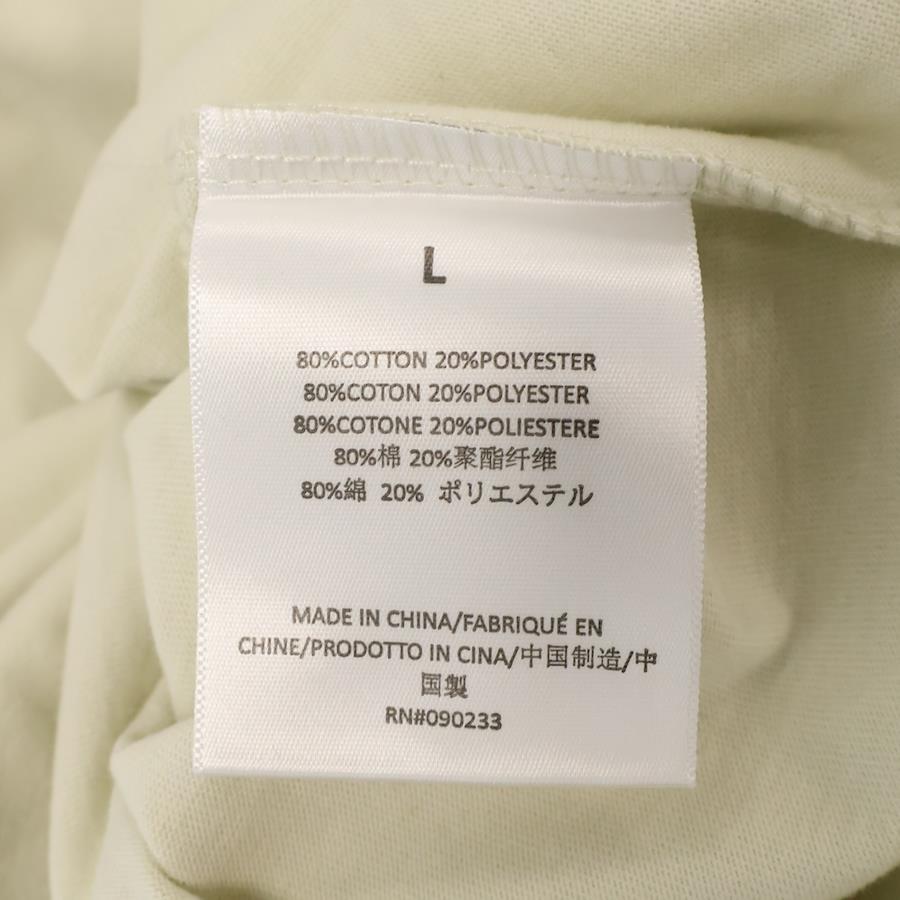 L
80%COTTON 20%POLYESTER
80%COTON 20%POLYESTER
80%COTONE 20%POLIESTERE
80%棉 20%聚酯纤维
80%綿 20% ポリエステル
MADE IN CHINA/FABRIQUÉ EN
CHINE/PRODOTTO IN CINA/中国制造/中
国製
RN#090233